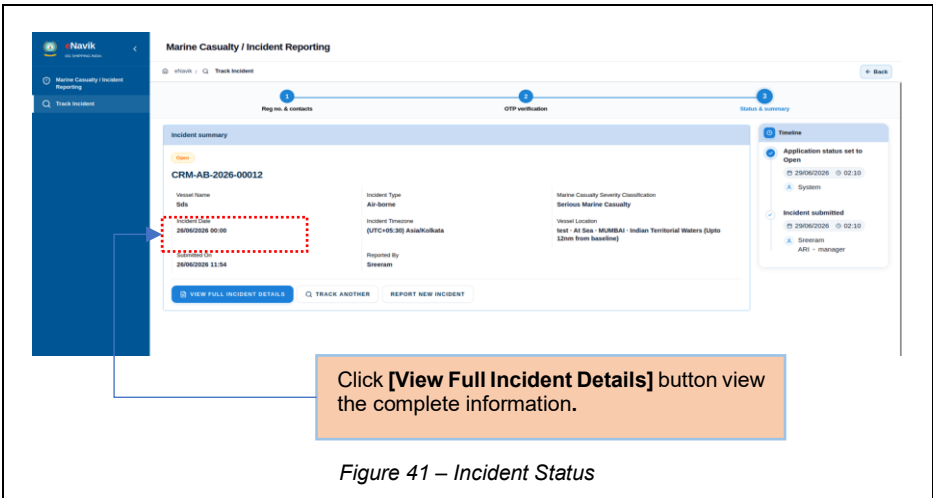 eNavik
DG SHIPPING INDIA
Marine Casualty / Incident Reporting
Track Incident
Marine Casualty / Incident Reporting
eNavik / Track Incident
← Back
1
Reg no. & contacts
2
OTP verification
3
Status & summary
Incident summary
Open
CRM-AB-2026-00012
Vessel Name
Sds
Incident Type
Air-borne
Marine Casualty Severity Classification
Serious Marine Casualty
Incident Date
26/06/2026 00:00
Incident Timezone
(UTC+05:30) Asia/Kolkata
Vessel Location
test - At Sea - MUMBAI - Indian Territorial Waters (Upto
12nm from baseline)
Submitted On
26/06/2026 11:54
Reported By
Sreeram
VIEW FULL INCIDENT DETAILS
TRACK ANOTHER
REPORT NEW INCIDENT
Timeline
Application status set to
Open
29/06/2026 02:10
System
Incident submitted
29/06/2026 02:10
Sreeram
ARI - manager
Click [View Full Incident Details] button view
the complete information.
Figure 41 – Incident Status